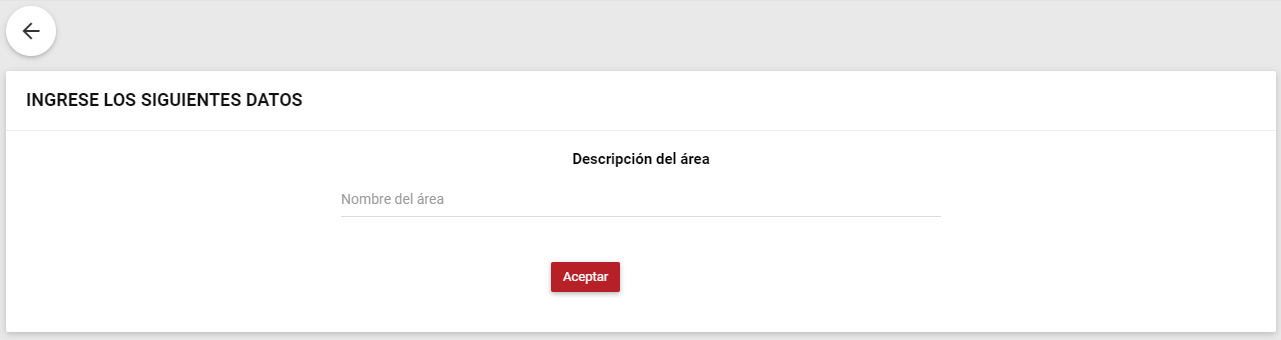 INGRESE LOS SIGUIENTES DATOS
Descripción del área
Nombre del área
Aceptar